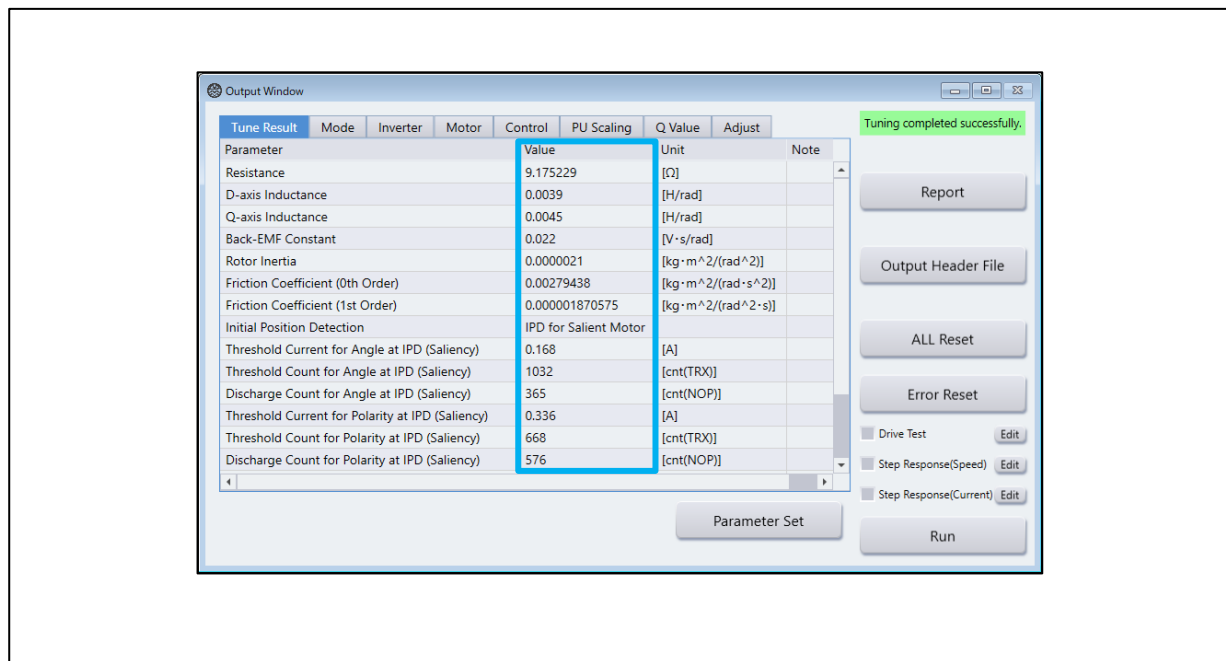 Output Window
Tune Result Mode Inverter Motor Control PU Scaling Q Value Adjust
Tuning completed successfully.
Parameter Value Unit Note
Resistance 9.175229 [Ω]
D-axis Inductance 0.0039 [H/rad]
Q-axis Inductance 0.0045 [H/rad]
Back-EMF Constant 0.022 [V·s/rad]
Rotor Inertia 0.0000021 [kg·m^2/(rad^2)]
Friction Coefficient (0th Order) 0.00279438 [kg·m^2/(rad·s^2)]
Friction Coefficient (1st Order) 0.000001870575 [kg·m^2/(rad^2·s)]
Initial Position Detection IPD for Salient Motor
Threshold Current for Angle at IPD (Saliency) 0.168 [A]
Threshold Count for Angle at IPD (Saliency) 1032 [cnt(TRX)]
Discharge Count for Angle at IPD (Saliency) 365 [cnt(NOP)]
Threshold Current for Polarity at IPD (Saliency) 0.336 [A]
Threshold Count for Polarity at IPD (Saliency) 668 [cnt(TRX)]
Discharge Count for Polarity at IPD (Saliency) 576 [cnt(NOP)]
Parameter Set
Report
Output Header File
ALL Reset
Error Reset
Drive Test Edit
Step Response(Speed) Edit
Step Response(Current) Edit
Run